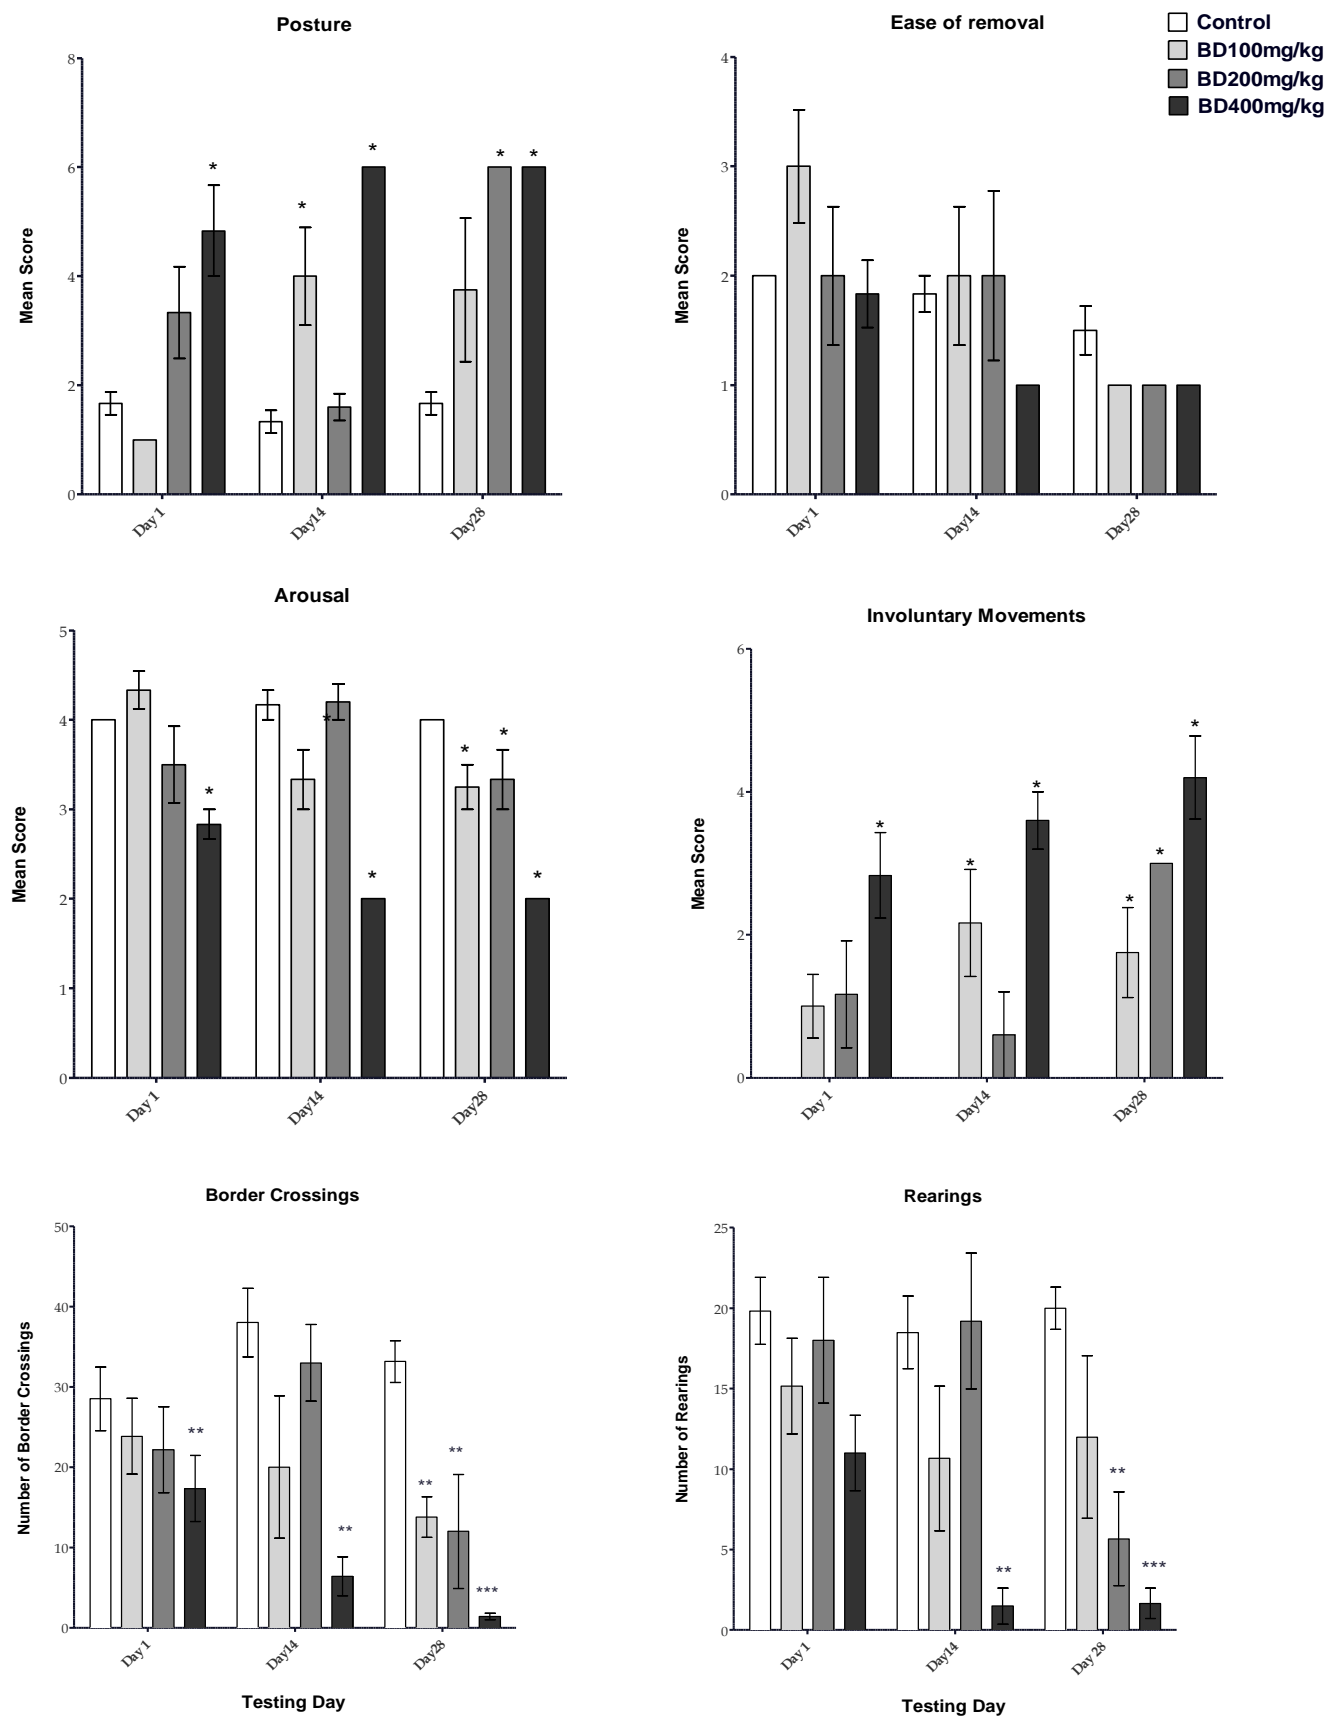 Posture
Ease of removal
Control
BD100mg/kg
BD200mg/kg
BD400mg/kg
Mean Score
8
6
4
2
0
* * * * *
Day 1
Day14
Day28
Mean Score
4
3
2
1
0
Day 1
Day14
Day28
Arousal
Involuntary Movements
Mean Score
5
4
3
2
1
0
* * * * * *
Day 1
Day14
Day28
Mean Score
6
4
2
0
* * * * * *
Day 1
Day14
Day28
Border Crossings
Rearings
Number of Border Crossings
50
40
30
20
10
0
** ** ** ** ***
Day 1
Day14
Day28
Testing Day
Number of Rearings
25
20
15
10
5
0
** ** ***
Day 1
Day14
Day 28
Testing Day